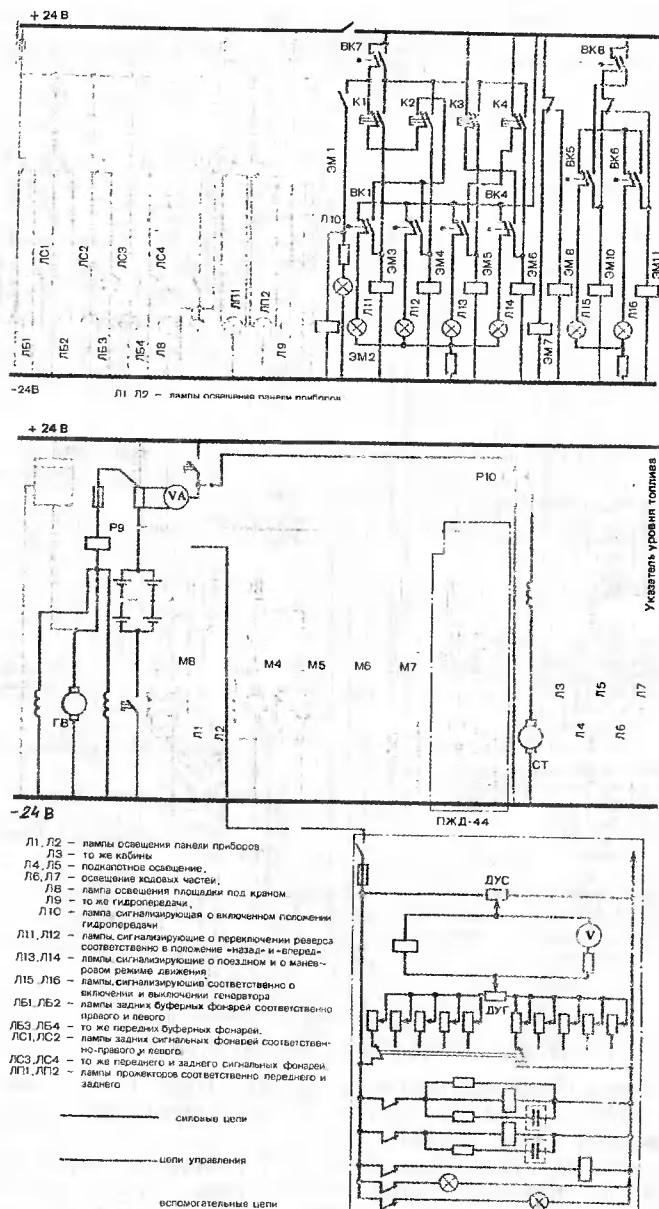 + 24 В
ВК7
ВК8
К1
К2
К3
К4
ЭМ 1
ВК1
ВК4
ВК5
ВК6
Л10
ЛС1
ЛС2
ЛС3
ЛС4
ЛП1
ЛП2
ЛБ1
ЛБ2
ЛБ3
ЛБ4
Л8
Л9
Л11
ЭМ3
Л12
ЭМ4
Л13
ЭМ5
Л14
ЭМ6
ЭМ7
ЭМ 8
Л15
ЭМ10
Л16
ЭМ11
ЭМ2
-24В
Л1 Л2 – лампы освещения панели приборов
+ 24 В
VA
Р9
Р10
Указатель уровня топлива
М8
М4
М5
М6
М7
ГВ
Л1
Л2
СТ
Л3
Л4
Л5
Л6
Л7
-24 В
ПЖД-44
Л1, Л2 – лампы освещения панели приборов
Л3 – то же кабины
Л4, Л5 – подкапотное освещение,
Л6, Л7 – освещение ходовых частей,
Л8 – лампа освещения площадки под краном
Л9 – то же гидропередачи,
Л10 – лампа, сигнализирующая о включенном положении
гидропередачи
Л11, Л12 – лампы, сигнализирующие о переключении реверса
соответственно в положение «назад» и «вперед»
Л13, Л14 – лампы, сигнализирующие о поездном и о манев-
ровом режиме движения
Л15, Л16 – лампы, сигнализирующие соответственно о
включении и выключении генератора
ЛБ1, ЛБ2 – лампы задних буферных фонарей соответственно
правого и левого
ЛБ3, ЛБ4 – то же передних буферных фонарей.
ЛС1, ЛС2 – лампы задних сигнальных фонарей соответствен-
но-правого и левого
ЛС3, ЛС4 – то же переднего и заднего сигнальных фонарей
ЛП1, ЛП2 – лампы прожекторов соответственно переднего и
заднего
силовые цепи
цепи управления
вспомогательные цепи
ДУС
V
ДУГ